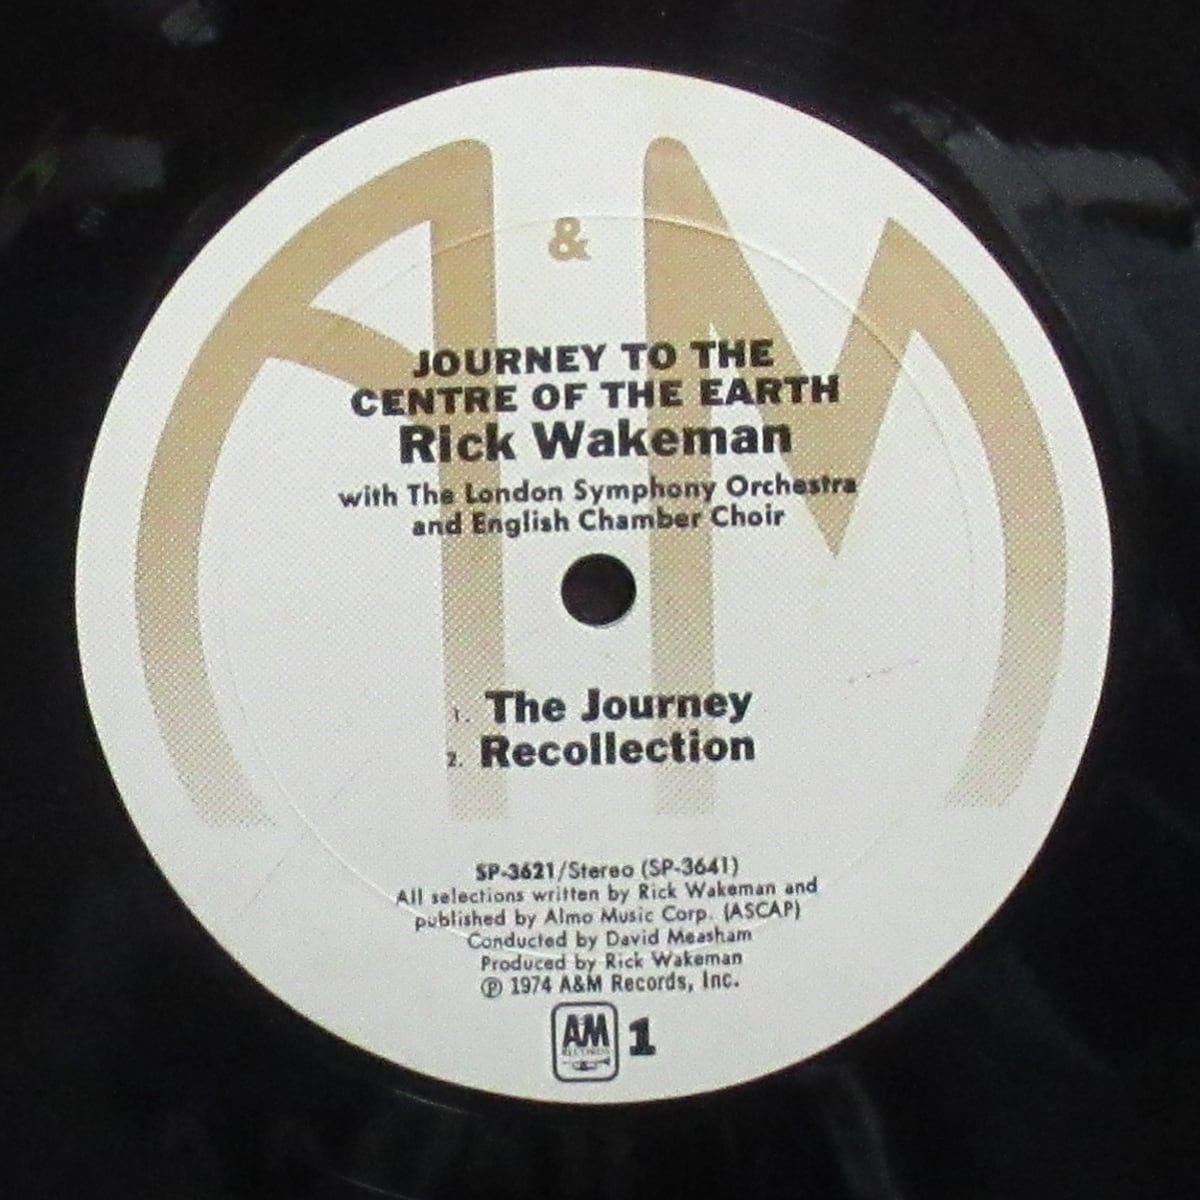 A & M
JOURNEY TO THE
CENTRE OF THE EARTH
Rick Wakeman
with The London Symphony Orchestra
and English Chamber Choir
1. The Journey
2. Recollection
SP-3621/Stereo (SP-3641)
All selections written by Rick Wakeman and
published by Almo Music Corp. (ASCAP)
Conducted by David Measham
Produced by Rick Wakeman
℗ 1974 A&M Records, Inc.
AM 1
RECORDS